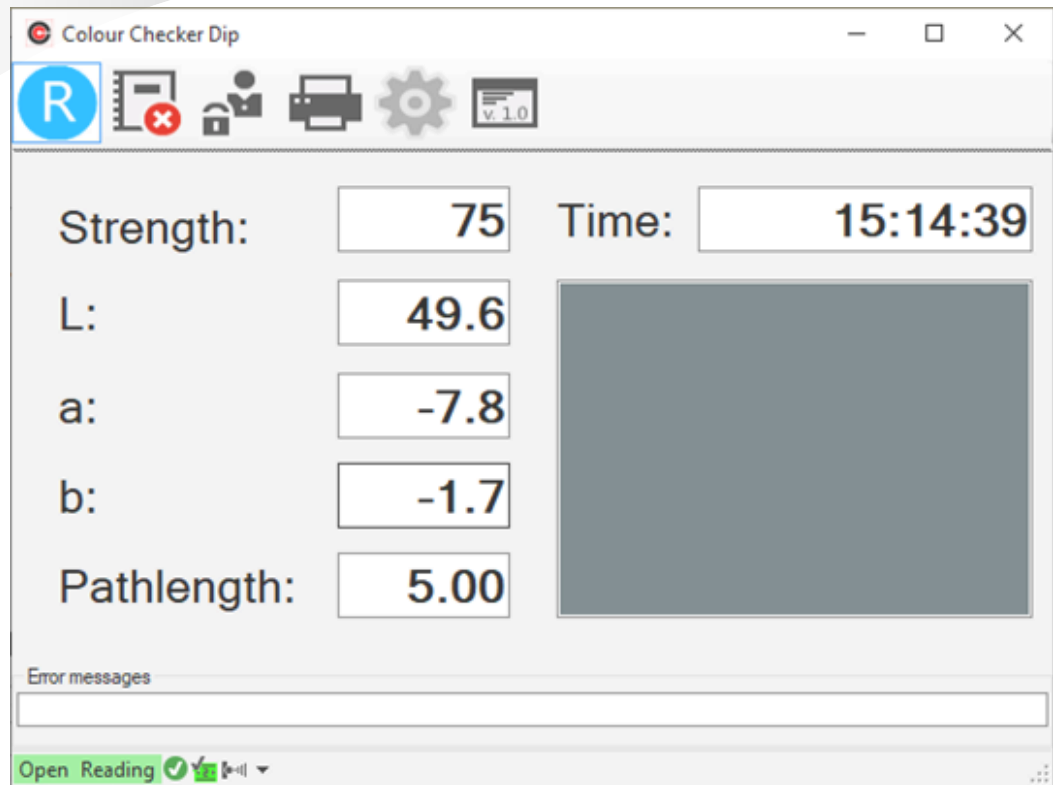 Colour Checker Dip
R
v. 1.0
Strength: 75 Time: 15:14:39
L: 49.6
a: -7.8
b: -1.7
Pathlength: 5.00
Error messages
Open Reading